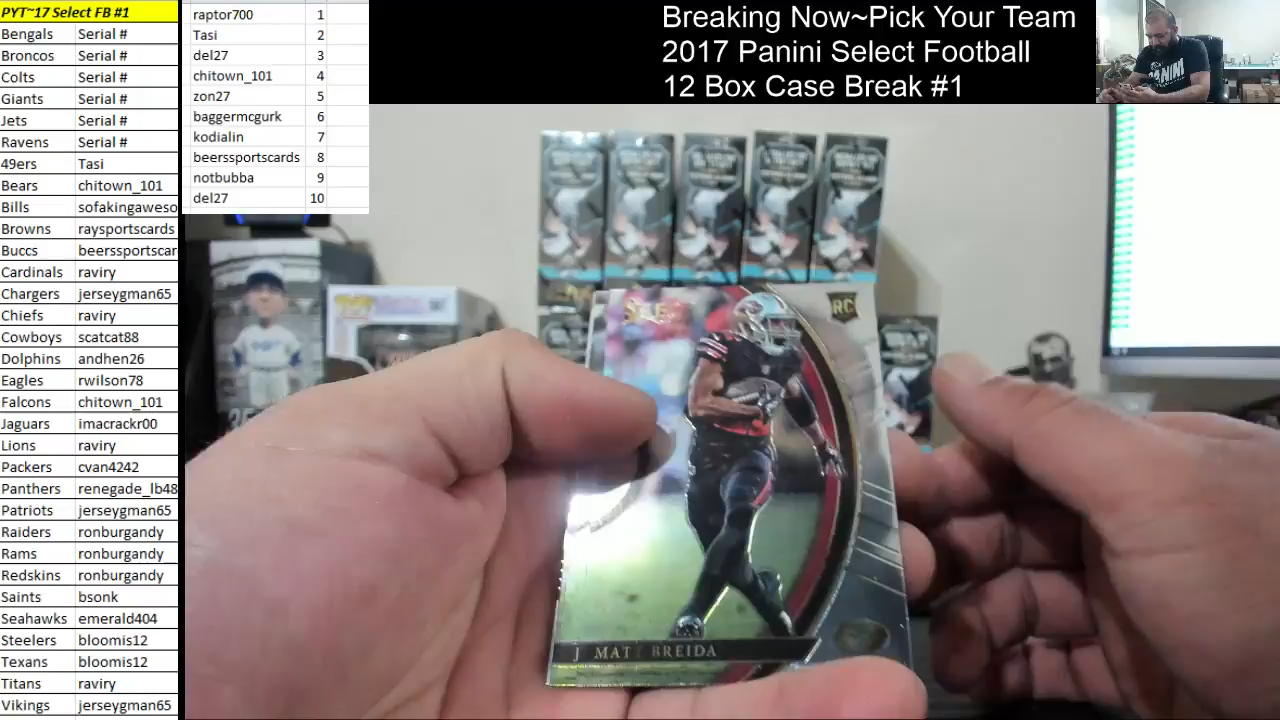 PYT~17 Select FB #1
Bengals Serial #
Broncos Serial #
Colts Serial #
Giants Serial #
Jets Serial #
Ravens Serial #
49ers Tasi
Bears chitown_101
Bills sofakingaweso
Browns raysportscards
Buccs beerssportscar
Cardinals raviry
Chargers jerseygman65
Chiefs raviry
Cowboys scatcat88
Dolphins andhen26
Eagles rwilson78
Falcons chitown_101
Jaguars imacrackr00
Lions raviry
Packers cvan4242
Panthers renegade_lb48
Patriots jerseygman65
Raiders ronburgandy
Rams ronburgandy
Redskins ronburgandy
Saints bsonk
Seahawks emerald404
Steelers bloomis12
Texans bloomis12
Titans raviry
Vikings jerseygman65
raptor700 1
Tasi 2
del27 3
chitown_101 4
zon27 5
baggermcgurk 6
kodialin 7
beerssportscards 8
notbubba 9
del27 10
Breaking Now~Pick Your Team
2017 Panini Select Football
12 Box Case Break #1
PANINI
SELECT
RC
MATT BREIDA